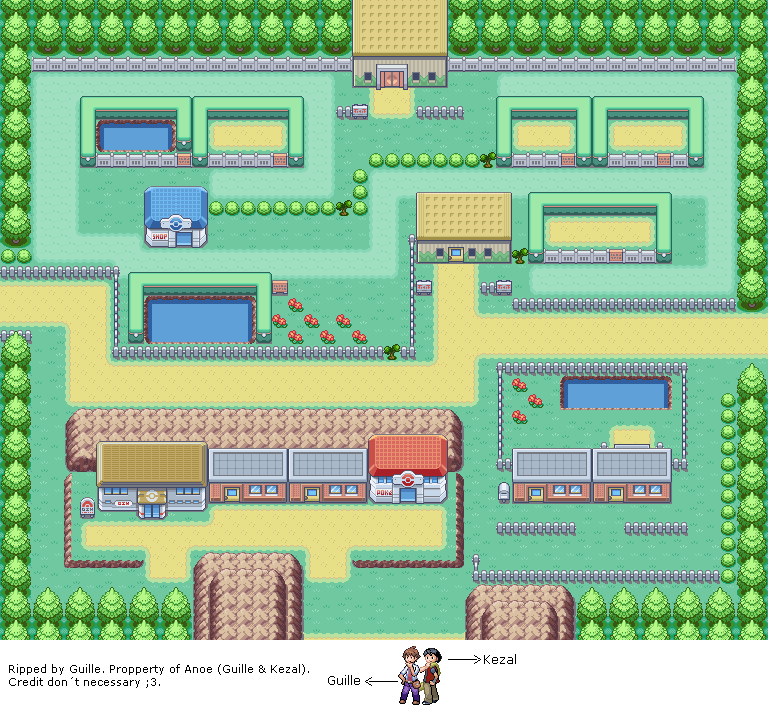 SHOP
GYM
POKé
Ripped by Guille. Propperty of Anoe (Guille & Kezal).
Credit don´t necessary ;3.
Guille
Kezal